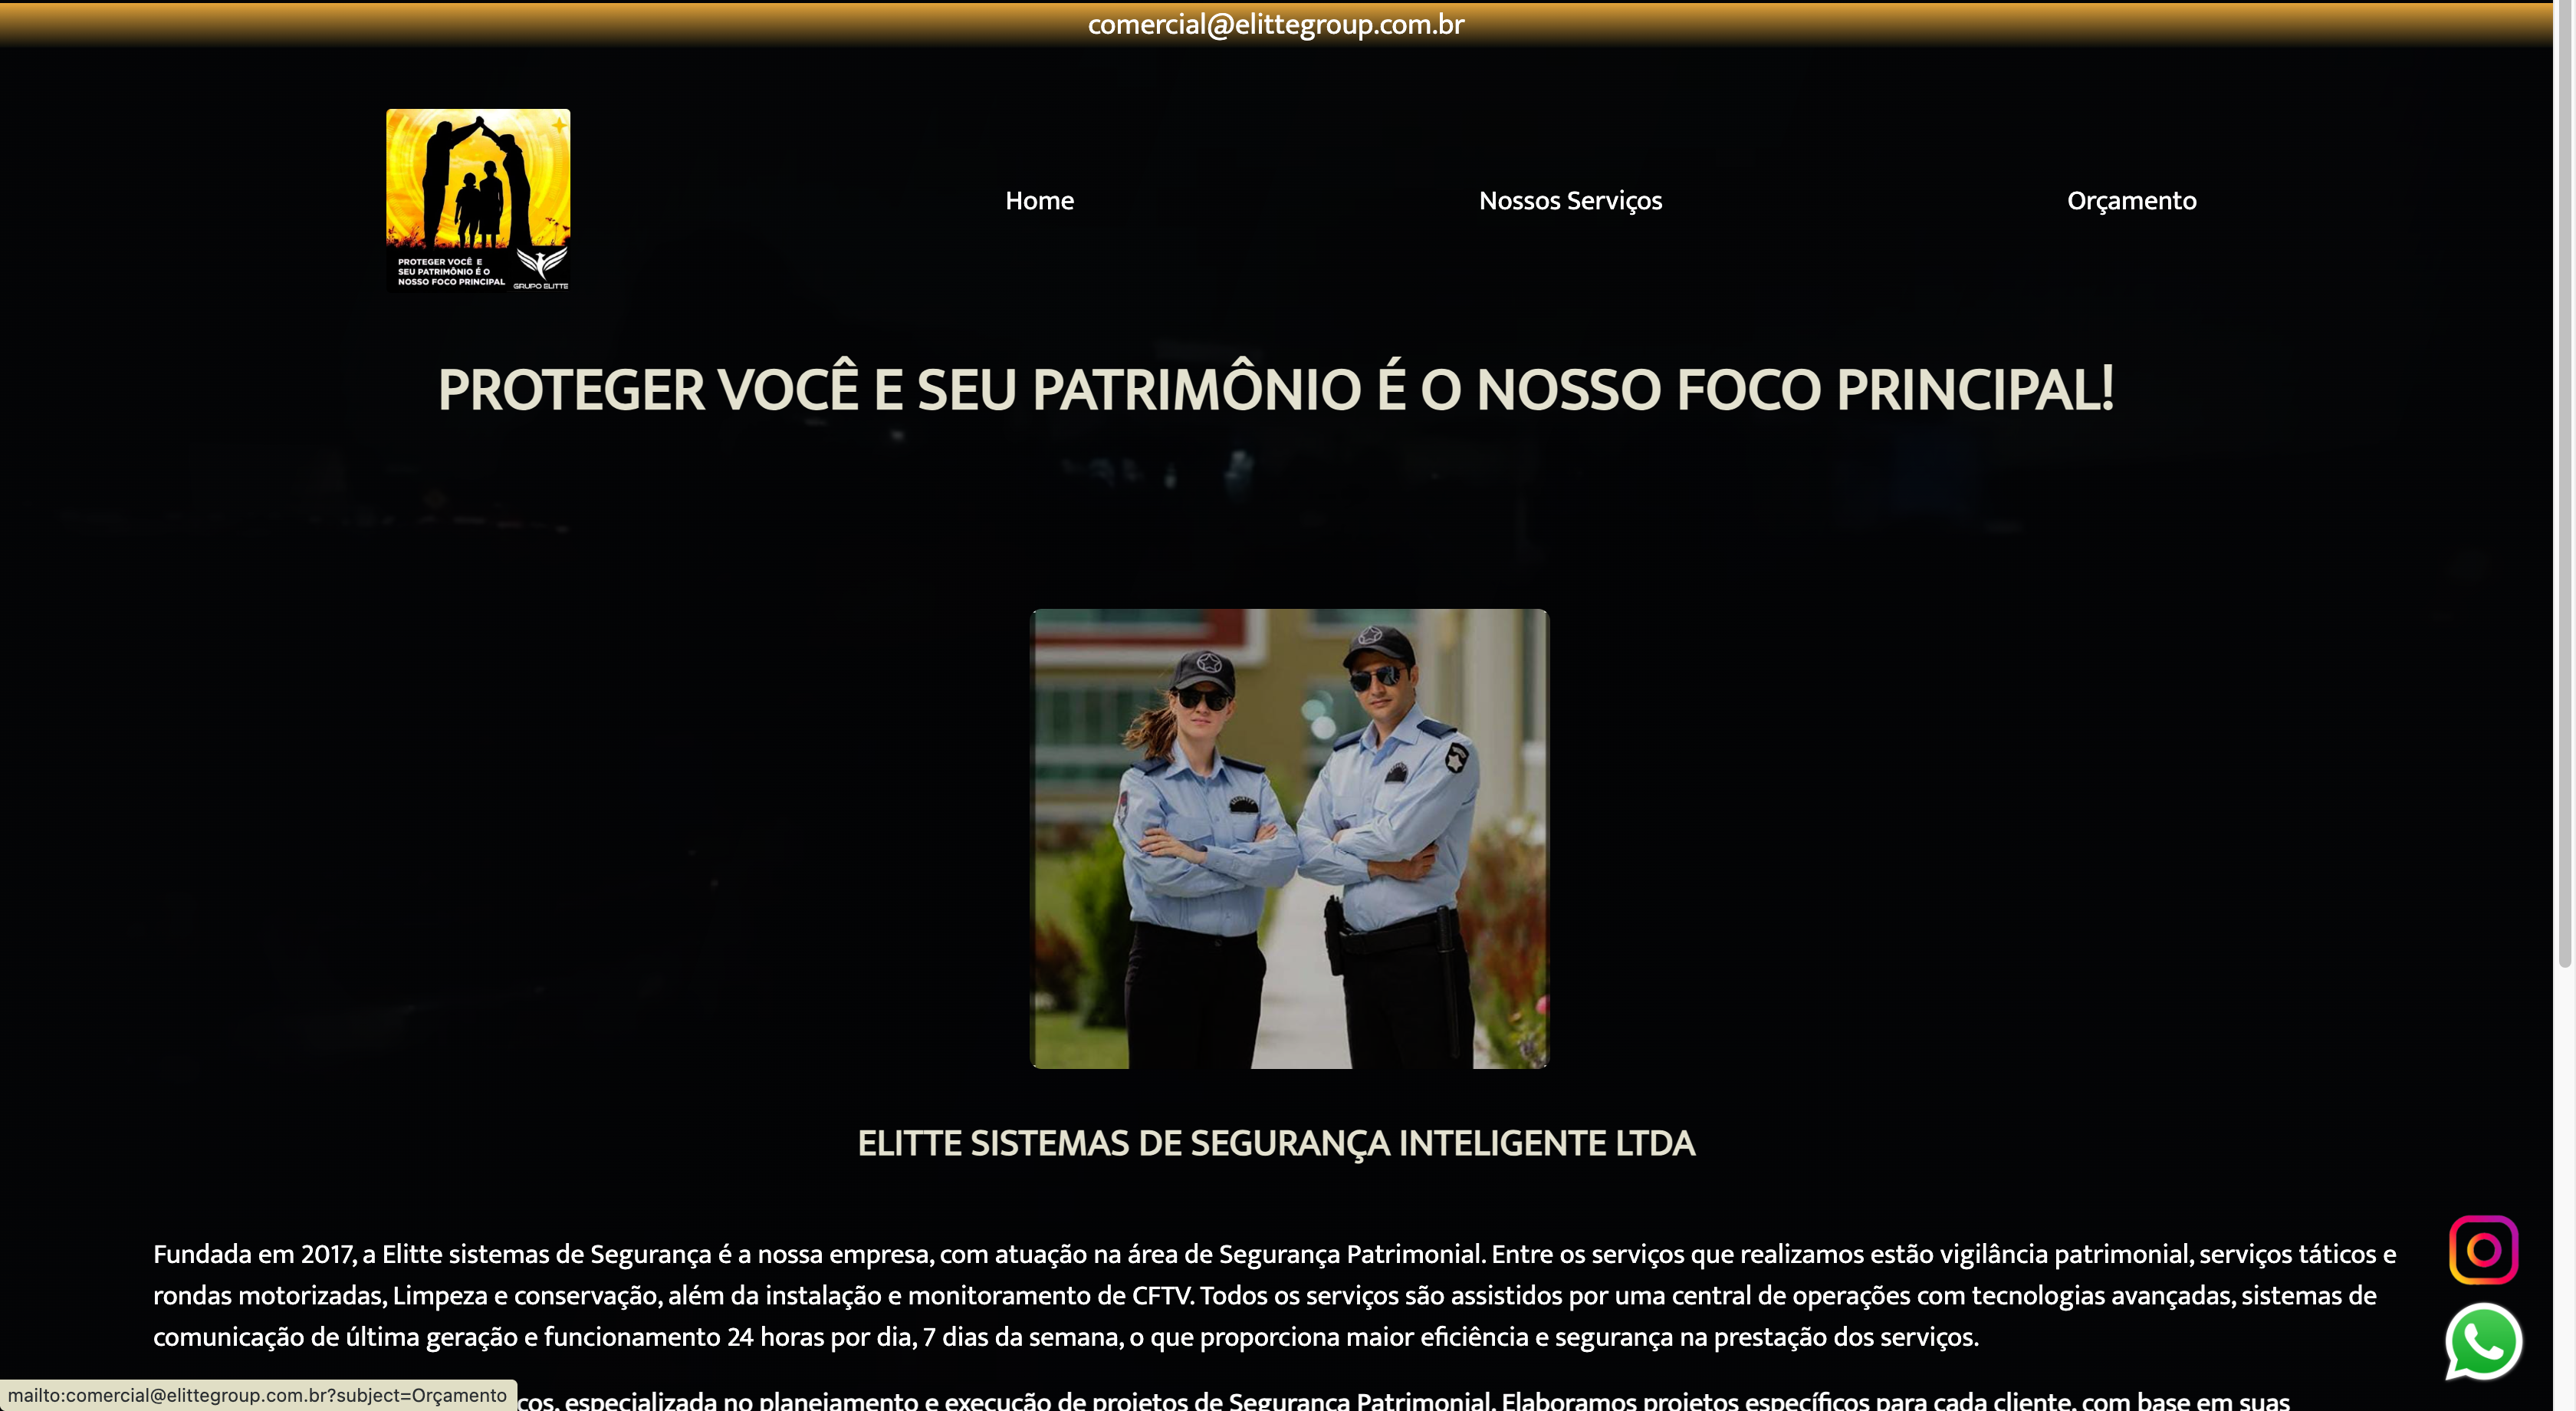 comercial@elittegroup.com.br
PROTEGER VOCÊ E
SEU PATRIMÔNIO É O
NOSSO FOCO PRINCIPAL
GRUPO ELITTE
Home
Nossos Serviços
Orçamento
PROTEGER VOCÊ E SEU PATRIMÔNIO É O NOSSO FOCO PRINCIPAL!
ELITTE SISTEMAS DE SEGURANÇA INTELIGENTE LTDA
Fundada em 2017, a Elitte sistemas de Segurança é a nossa empresa, com atuação na área de Segurança Patrimonial. Entre os serviços que realizamos estão vigilância patrimonial, serviços táticos e
rondas motorizadas, Limpeza e conservação, além da instalação e monitoramento de CFTV. Todos os serviços são assistidos por uma central de operações com tecnologias avançadas, sistemas de
comunicação de última geração e funcionamento 24 horas por dia, 7 dias da semana, o que proporciona maior eficiência e segurança na prestação dos serviços.
especializada no planejamento e execução de projetos de Segurança Patrimonial. Elaboramos projetos específicos para cada cliente, com base em suas
mailto:comercial@elittegroup.com.br?subject=Orçamento